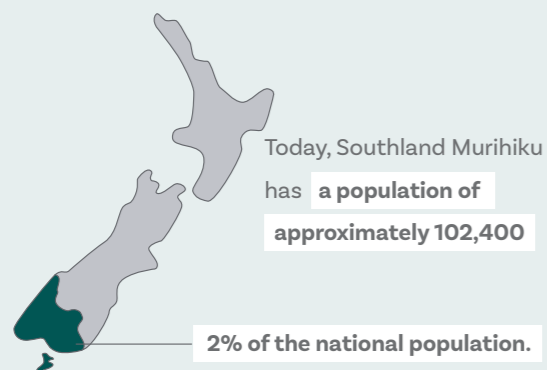 Today, Southland Murihiku
has a population of
approximately 102,400
2% of the national population.